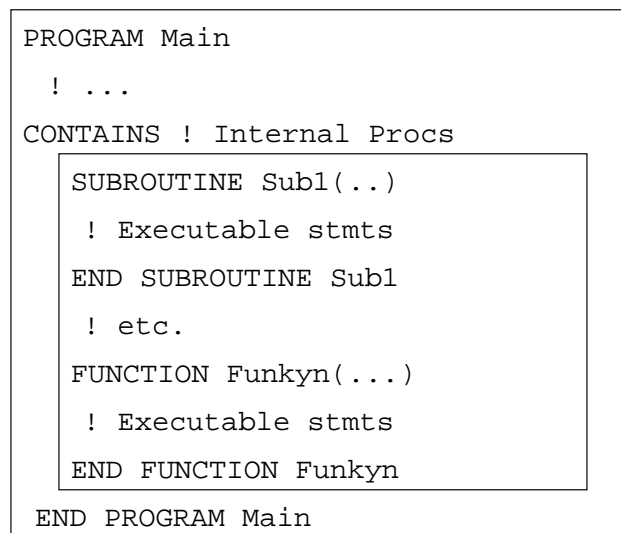 PROGRAM Main
! ...
CONTAINS ! Internal Procs
SUBROUTINE Sub1(..)
! Executable stmts
END SUBROUTINE Sub1
! etc.
FUNCTION Funkyn(...)
! Executable stmts
END FUNCTION Funkyn
END PROGRAM Main